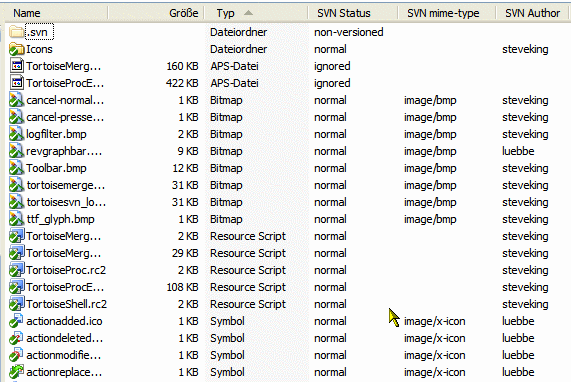 Name Größe Typ SVN Status SVN mime-type SVN Author
.svn Dateiordner non-versioned
Icons Dateiordner normal steveking
TortoiseMerg... 160 KB APS-Datei ignored
TortoiseProcE... 422 KB APS-Datei ignored
cancel-normal... 1 KB Bitmap normal image/bmp steveking
cancel-presse... 1 KB Bitmap normal image/bmp steveking
logfilter.bmp 2 KB Bitmap normal image/bmp steveking
revgraphbar.... 9 KB Bitmap normal image/bmp luebbe
Toolbar.bmp 12 KB Bitmap normal image/bmp steveking
tortoisemerge... 31 KB Bitmap normal image/bmp steveking
tortoisesvn_lo... 31 KB Bitmap normal image/bmp steveking
ttf_glyph.bmp 1 KB Bitmap normal image/bmp steveking
TortoiseMerg... 2 KB Resource Script normal steveking
TortoiseMerg... 29 KB Resource Script normal steveking
TortoiseProc.rc2 2 KB Resource Script normal steveking
TortoiseProcE... 108 KB Resource Script normal steveking
TortoiseShell.rc2 2 KB Resource Script normal steveking
actionadded.ico 1 KB Symbol normal image/x-icon luebbe
actiondeleted... 1 KB Symbol normal image/x-icon luebbe
actionmodifie... 1 KB Symbol normal image/x-icon luebbe
actionreplace... 1 KB Symbol normal image/x-icon luebbe